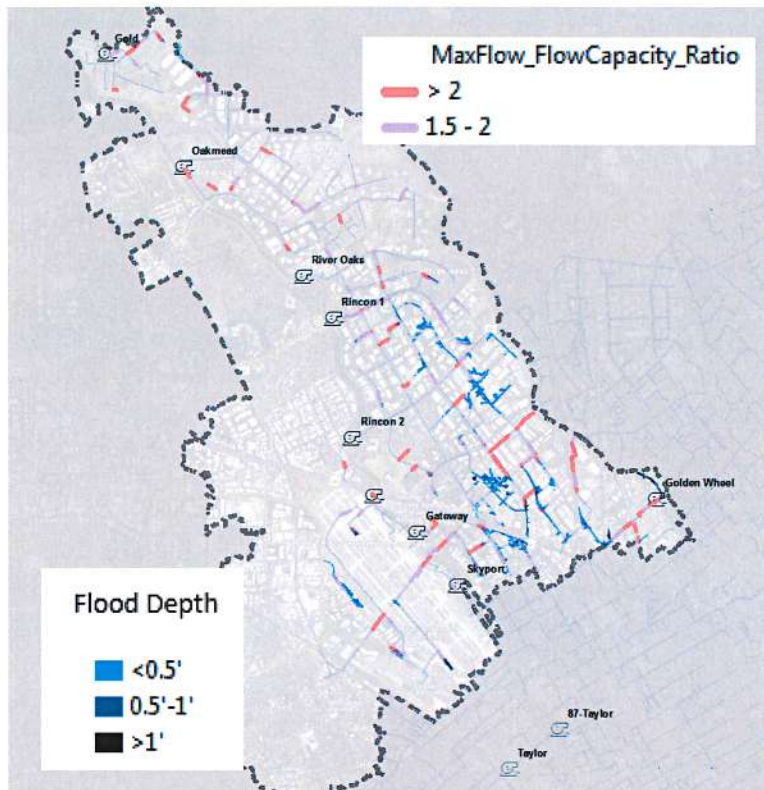 Gold
MaxFlow_FlowCapacity_Ratio
> 2
1.5 - 2
Oakmead
River Oaks
Rincon 1
Rincon 2
Golden Wheel
Gateway
Skyport
Flood Depth
<0.5'
0.5'-1'
>1'
87-Taylor
Taylor